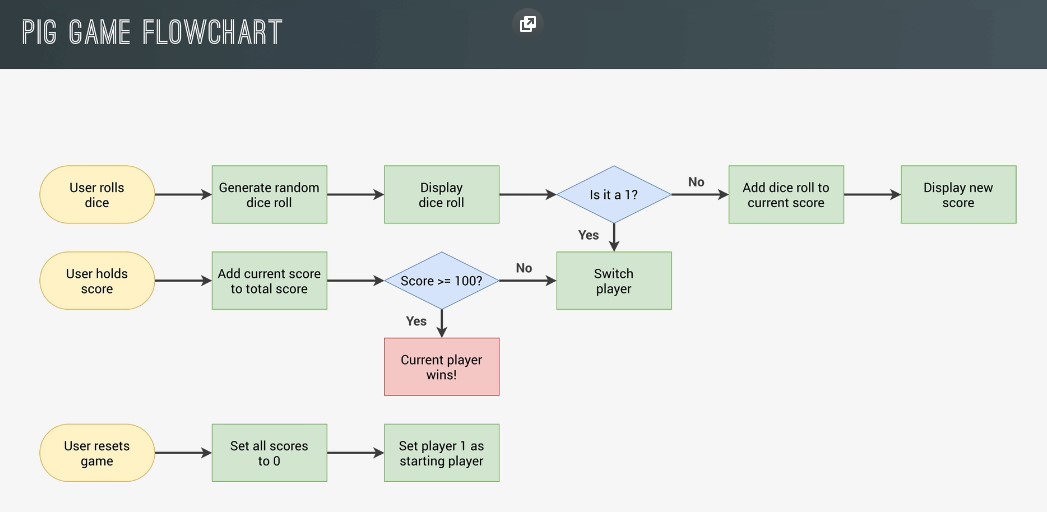 PIG GAME FLOWCHART
User rolls
dice
Generate random
dice roll
Display
dice roll
Is it a 1?
No
Add dice roll to
current score
Display new
score
Yes
User holds
score
Add current score
to total score
Score >= 100?
No
Switch
player
Yes
Current player
wins!
User resets
game
Set all scores
to 0
Set player 1 as
starting player